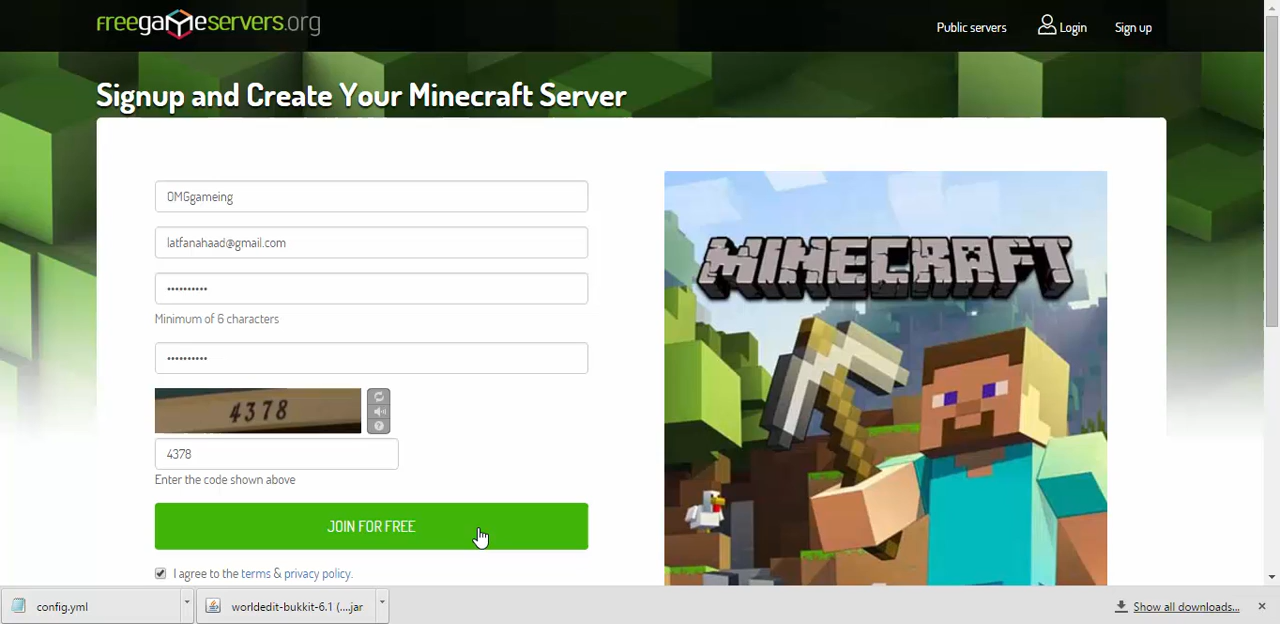 freegameservers.org
Public servers
Login
Sign up
Signup and Create Your Minecraft Server
OMGgameing
latfanahaad@gmail.com
••••••••••
Minimum of 6 characters
••••••••••
4378
4378
Enter the code shown above
JOIN FOR FREE
I agree to the terms & privacy policy.
MINECRAFT
config.yml
worldedit-bukkit-6.1 (....jar
Show all downloads...